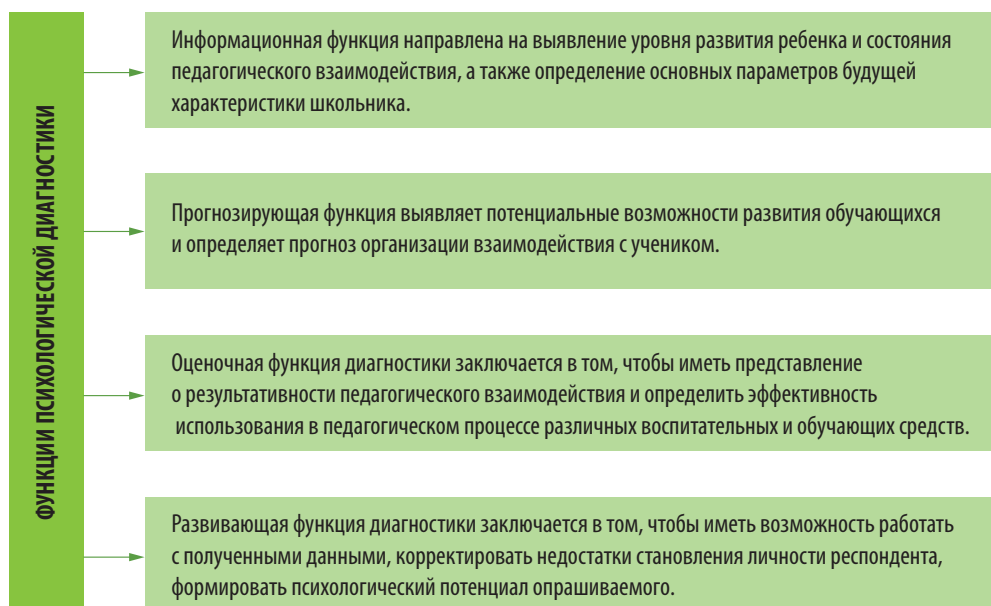 ФУНКЦИИ ПСИХОЛОГИЧЕСКОЙ ДИАГНОСТИКИ
Информационная функция направлена на выявление уровня развития ребенка и состояния
педагогического взаимодействия, а также определение основных параметров будущей
характеристики школьника.
Прогнозирующая функция выявляет потенциальные возможности развития обучающихся
и определяет прогноз организации взаимодействия с учеником.
Оценочная функция диагностики заключается в том, чтобы иметь представление
о результативности педагогического взаимодействия и определить эффективность
использования в педагогическом процессе различных воспитательных и обучающих средств.
Развивающая функция диагностики заключается в том, чтобы иметь возможность работать
с полученными данными, корректировать недостатки становления личности респондента,
формировать психологический потенциал опрашиваемого.